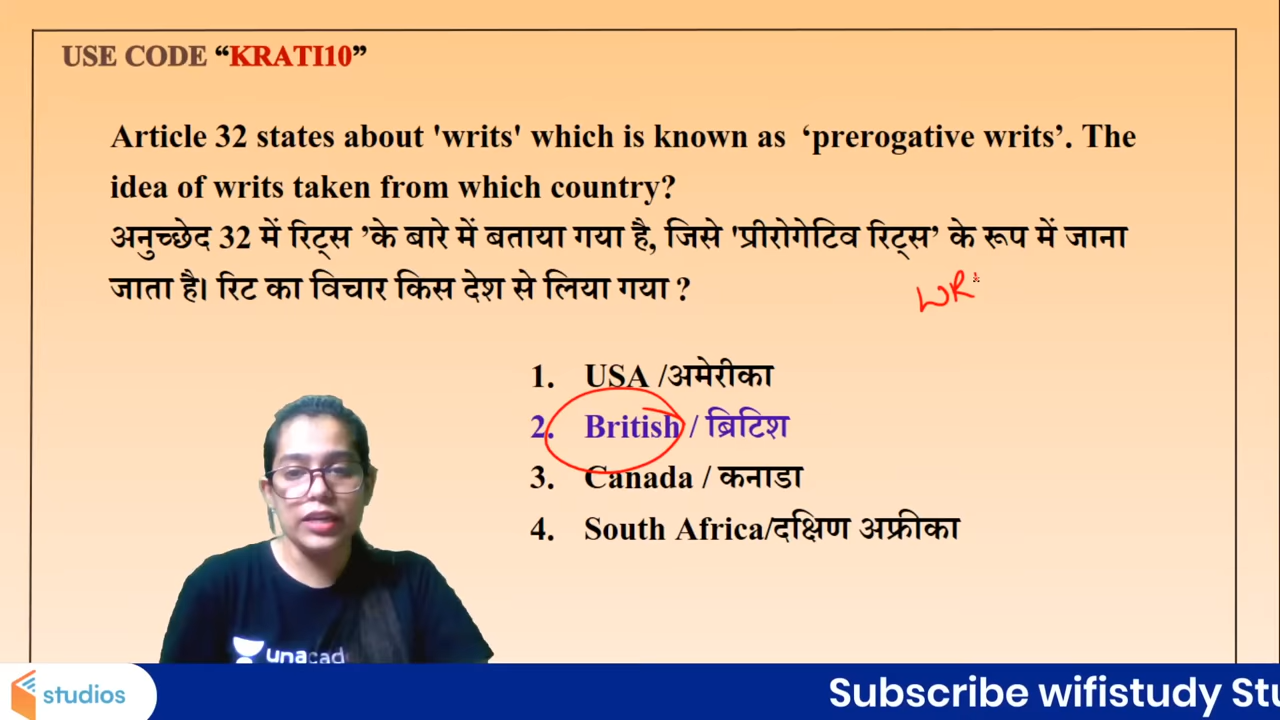 USE CODE “KRATI10”
Article 32 states about 'writs' which is known as ‘prerogative writs’. The
idea of writs taken from which country?
अनुच्छेद 32 में रिट्स ’के बारे में बताया गया है, जिसे 'प्रीरोगेटिव रिट्स’ के रूप में जाना
जाता है। रिट का विचार किस देश से लिया गया ?
WR
1. USA /अमेरीका
2. British / ब्रिटिश
3. Canada / कनाडा
4. South Africa/दक्षिण अफ्रीका
unacad
studios
Subscribe wifistudy Stu